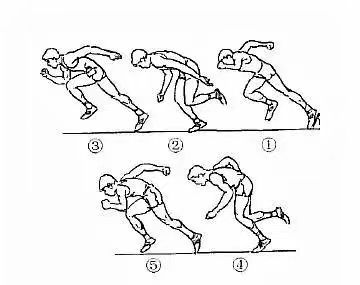 ③ ② ①
⑤ ④